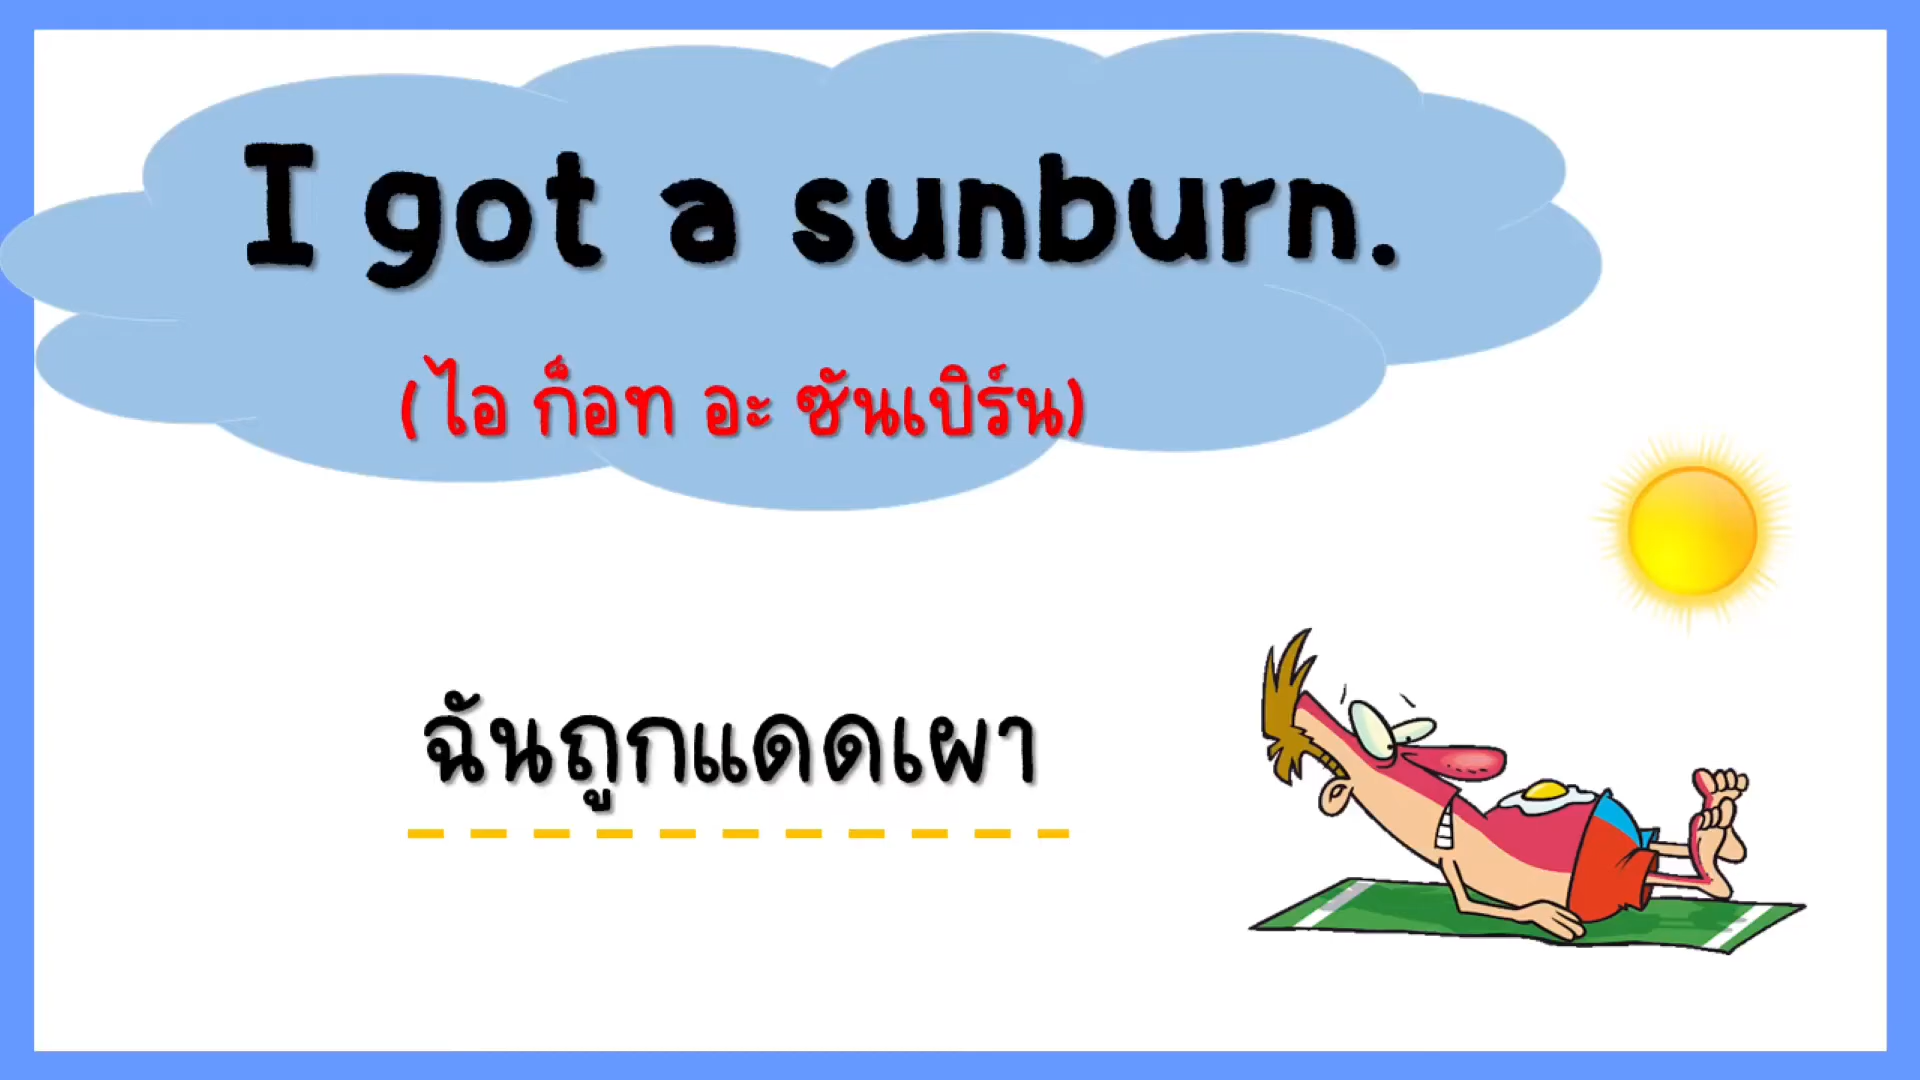 I got a sunburn.
(ไอ ก็อท อะ ซันเบิร์น)
ฉันถูกแดดเผา